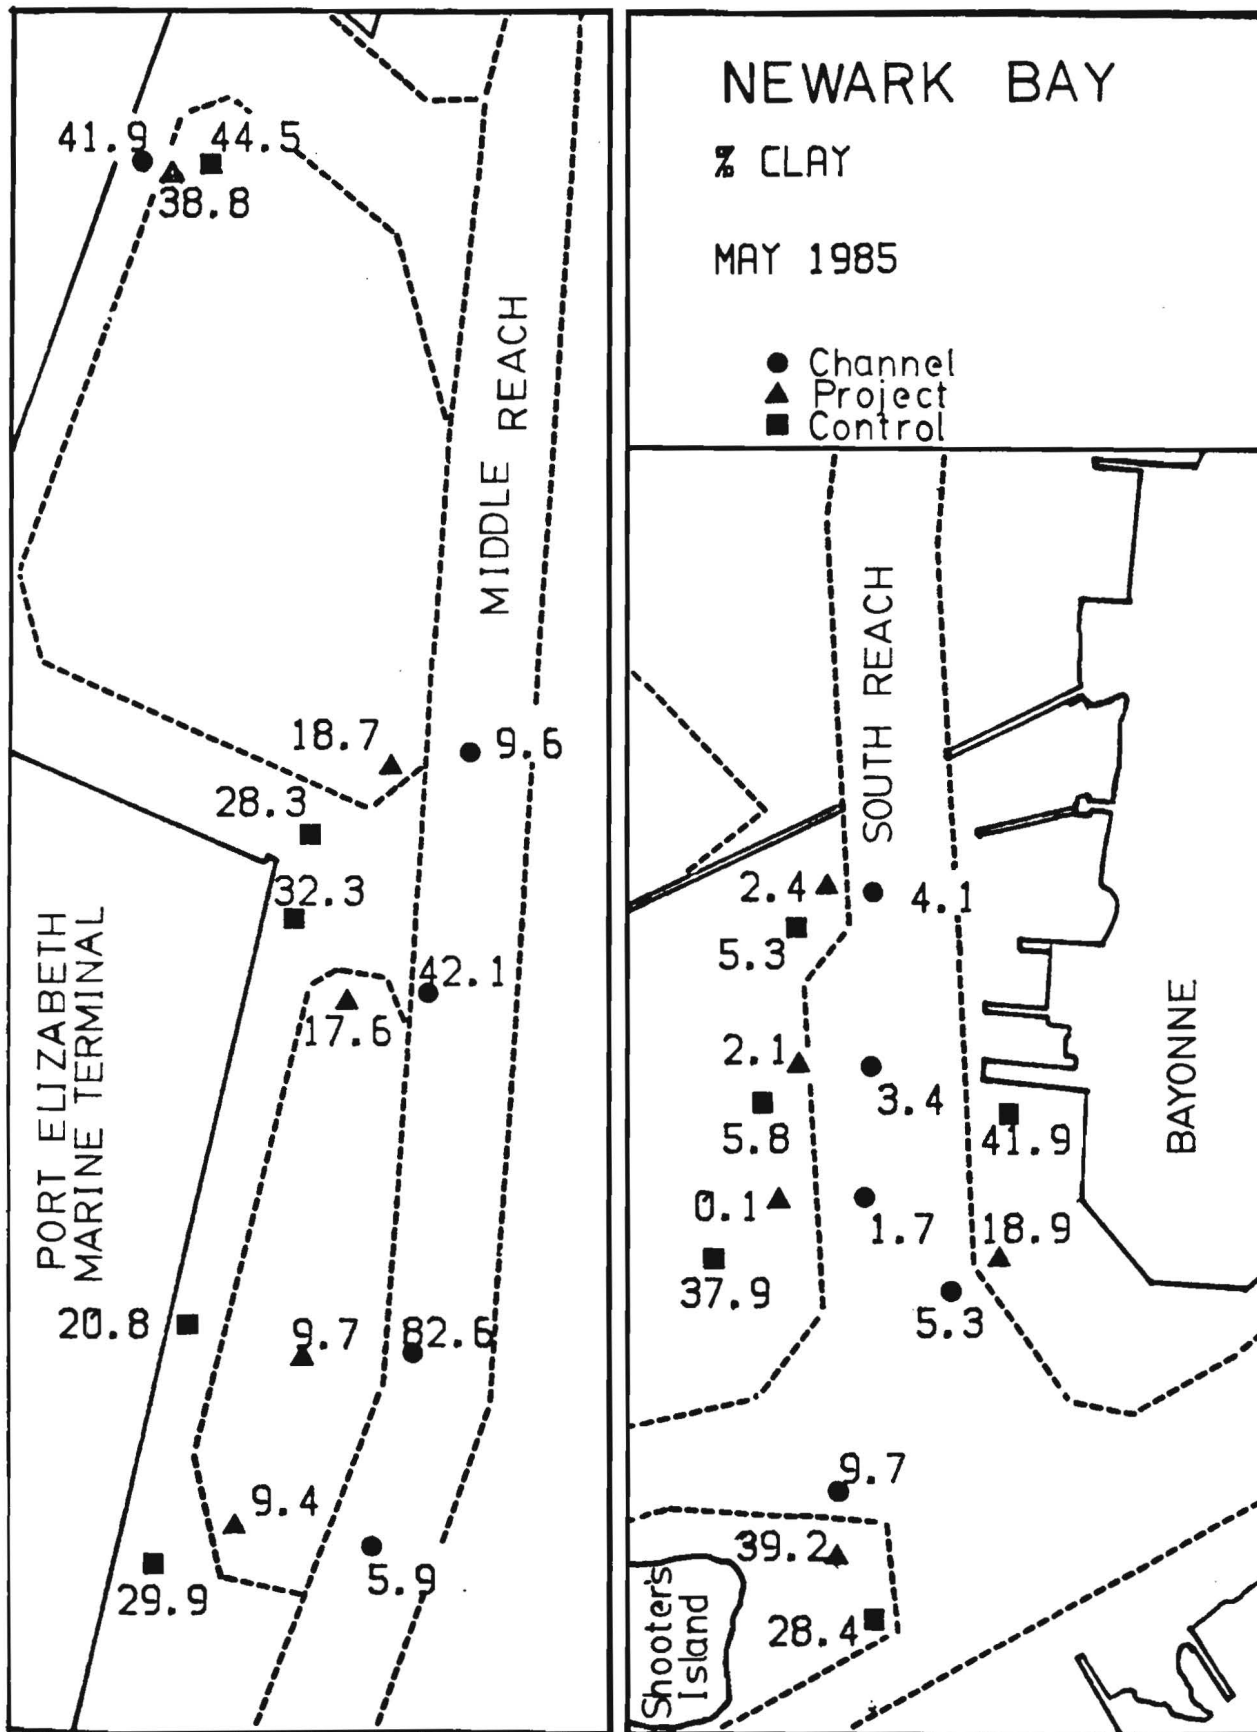 41.9
44.5
38.8
MIDDLE REACH
18.7
9.6
28.3
32.3
42.1
17.6
PORT ELIZABETH
MARINE TERMINAL
20.8
9.7
82.6
9.4
5.9
29.9
NEWARK BAY
% CLAY
MAY 1985
Channel
Project
Control
SOUTH REACH
2.4
4.1
5.3
BAYONNE
2.1
3.4
5.8
41.9
0.1
1.7
18.9
37.9
5.3
9.7
39.2
Shooter's
Island
28.4